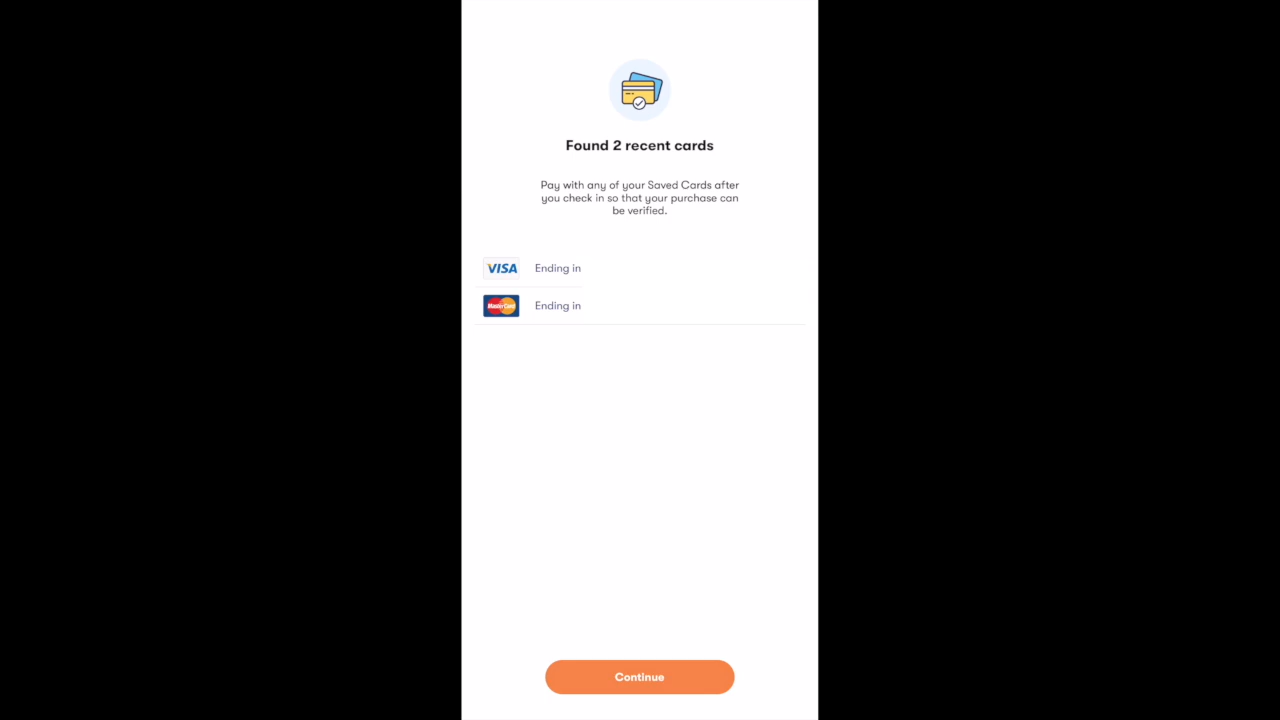 Found 2 recent cards
Pay with any of your Saved Cards after
you check in so that your purchase can
be verified.
VISA Ending in
MasterCard Ending in
Continue